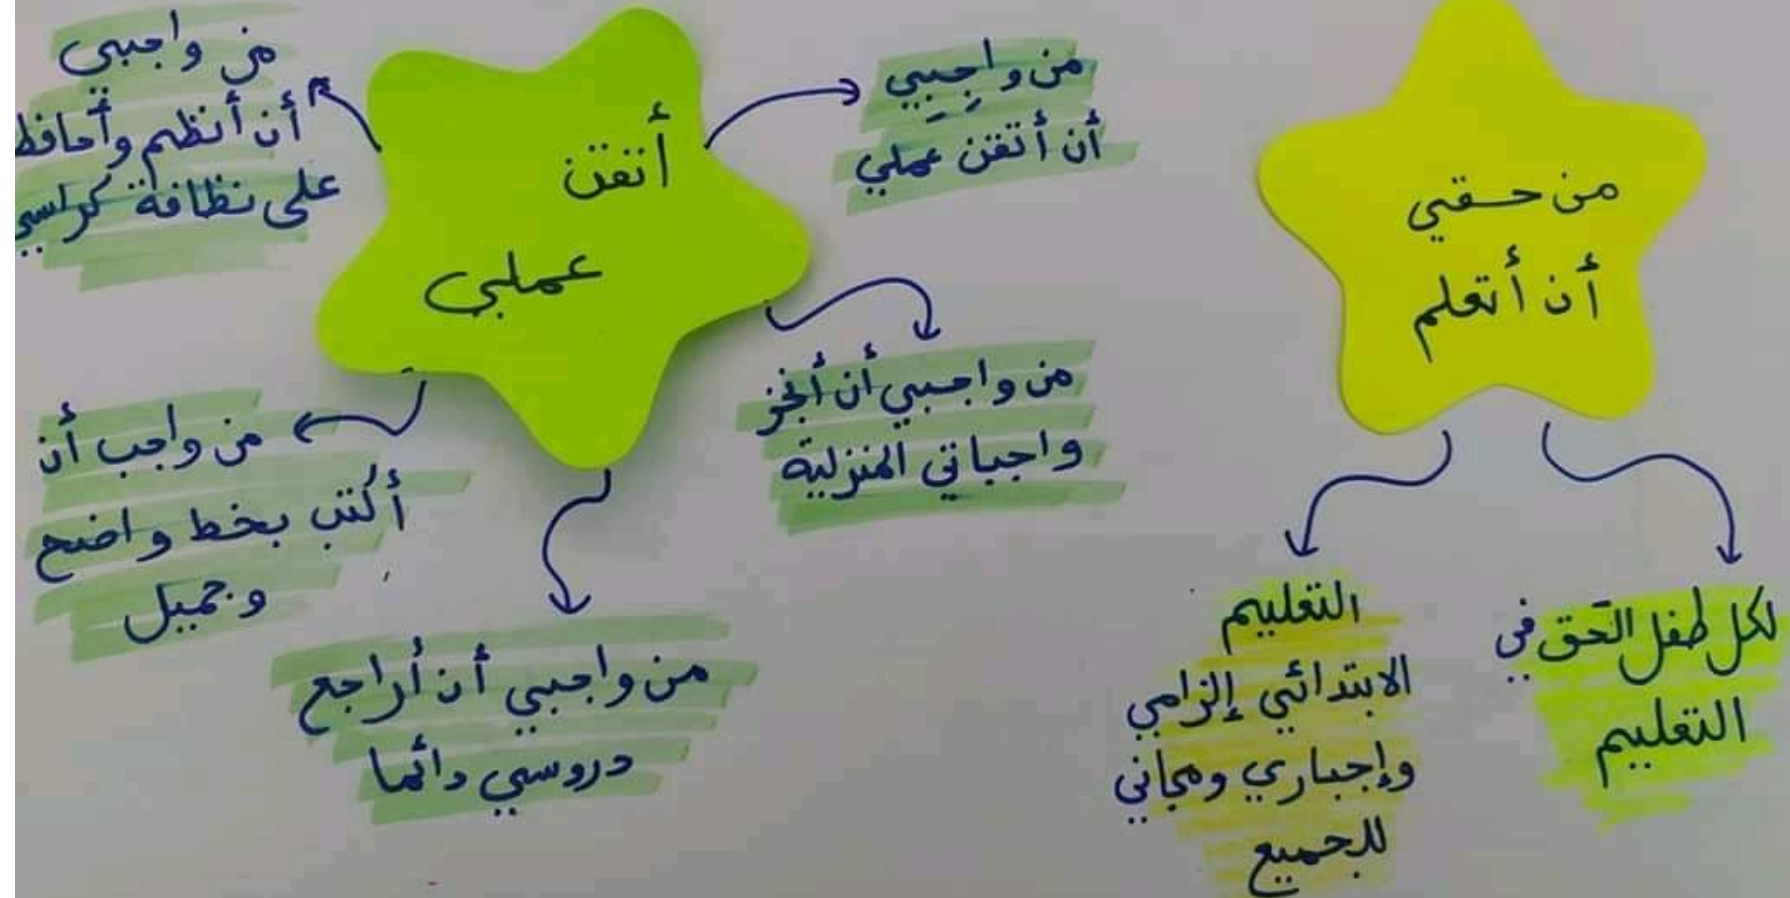 من حقي
أن أتعلم
لكل طفل الحق في
التعليم
التعليم
الابتدائي إلزامي
وإجباري ومجاني
للجميع
أتقن
عملي
من واجِبِي
أن أتقن عملي
من واجبي أن أنجز
واجباتي المنزلية
من واجبي أن أراجع
دروسي دائما
من واجب أن
أكتب بخط واضح
وجميل
من واجبي
أن أنظم وأحافظ
على نظافة كراسي